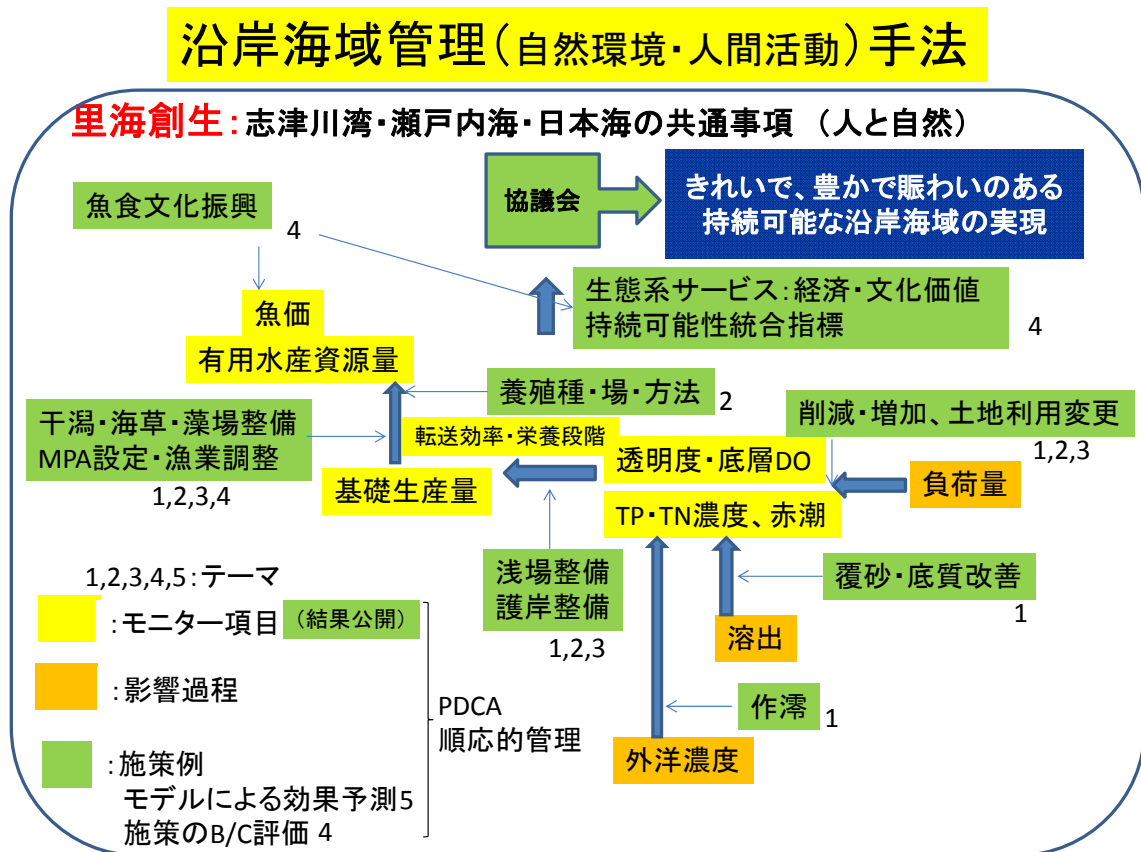 沿岸海域管理（自然環境・人間活動）手法
里海創生：志津川湾・瀬戸内海・日本海の共通事項 （人と自然）
協議会
きれいで、豊かで賑わいのある
持続可能な沿岸海域の実現
魚食文化振興
4
生態系サービス：経済・文化価値
持続可能性統合指標
4
魚価
有用水産資源量
養殖種・場・方法
2
削減・増加、土地利用変更
1,2,3
干潟・海草・藻場整備
MPA設定・漁業調整
1,2,3,4
転送効率・栄養段階
透明度・底層DO
負荷量
基礎生産量
TP・TN濃度、赤潮
浅場整備
護岸整備
1,2,3
覆砂・底質改善
1
溶出
作澪
1
外洋濃度
1,2,3,4,5：テーマ
：モニター項目 （結果公開）
：影響過程
：施策例
モデルによる効果予測5
施策のB/C評価 4
PDCA
順応的管理